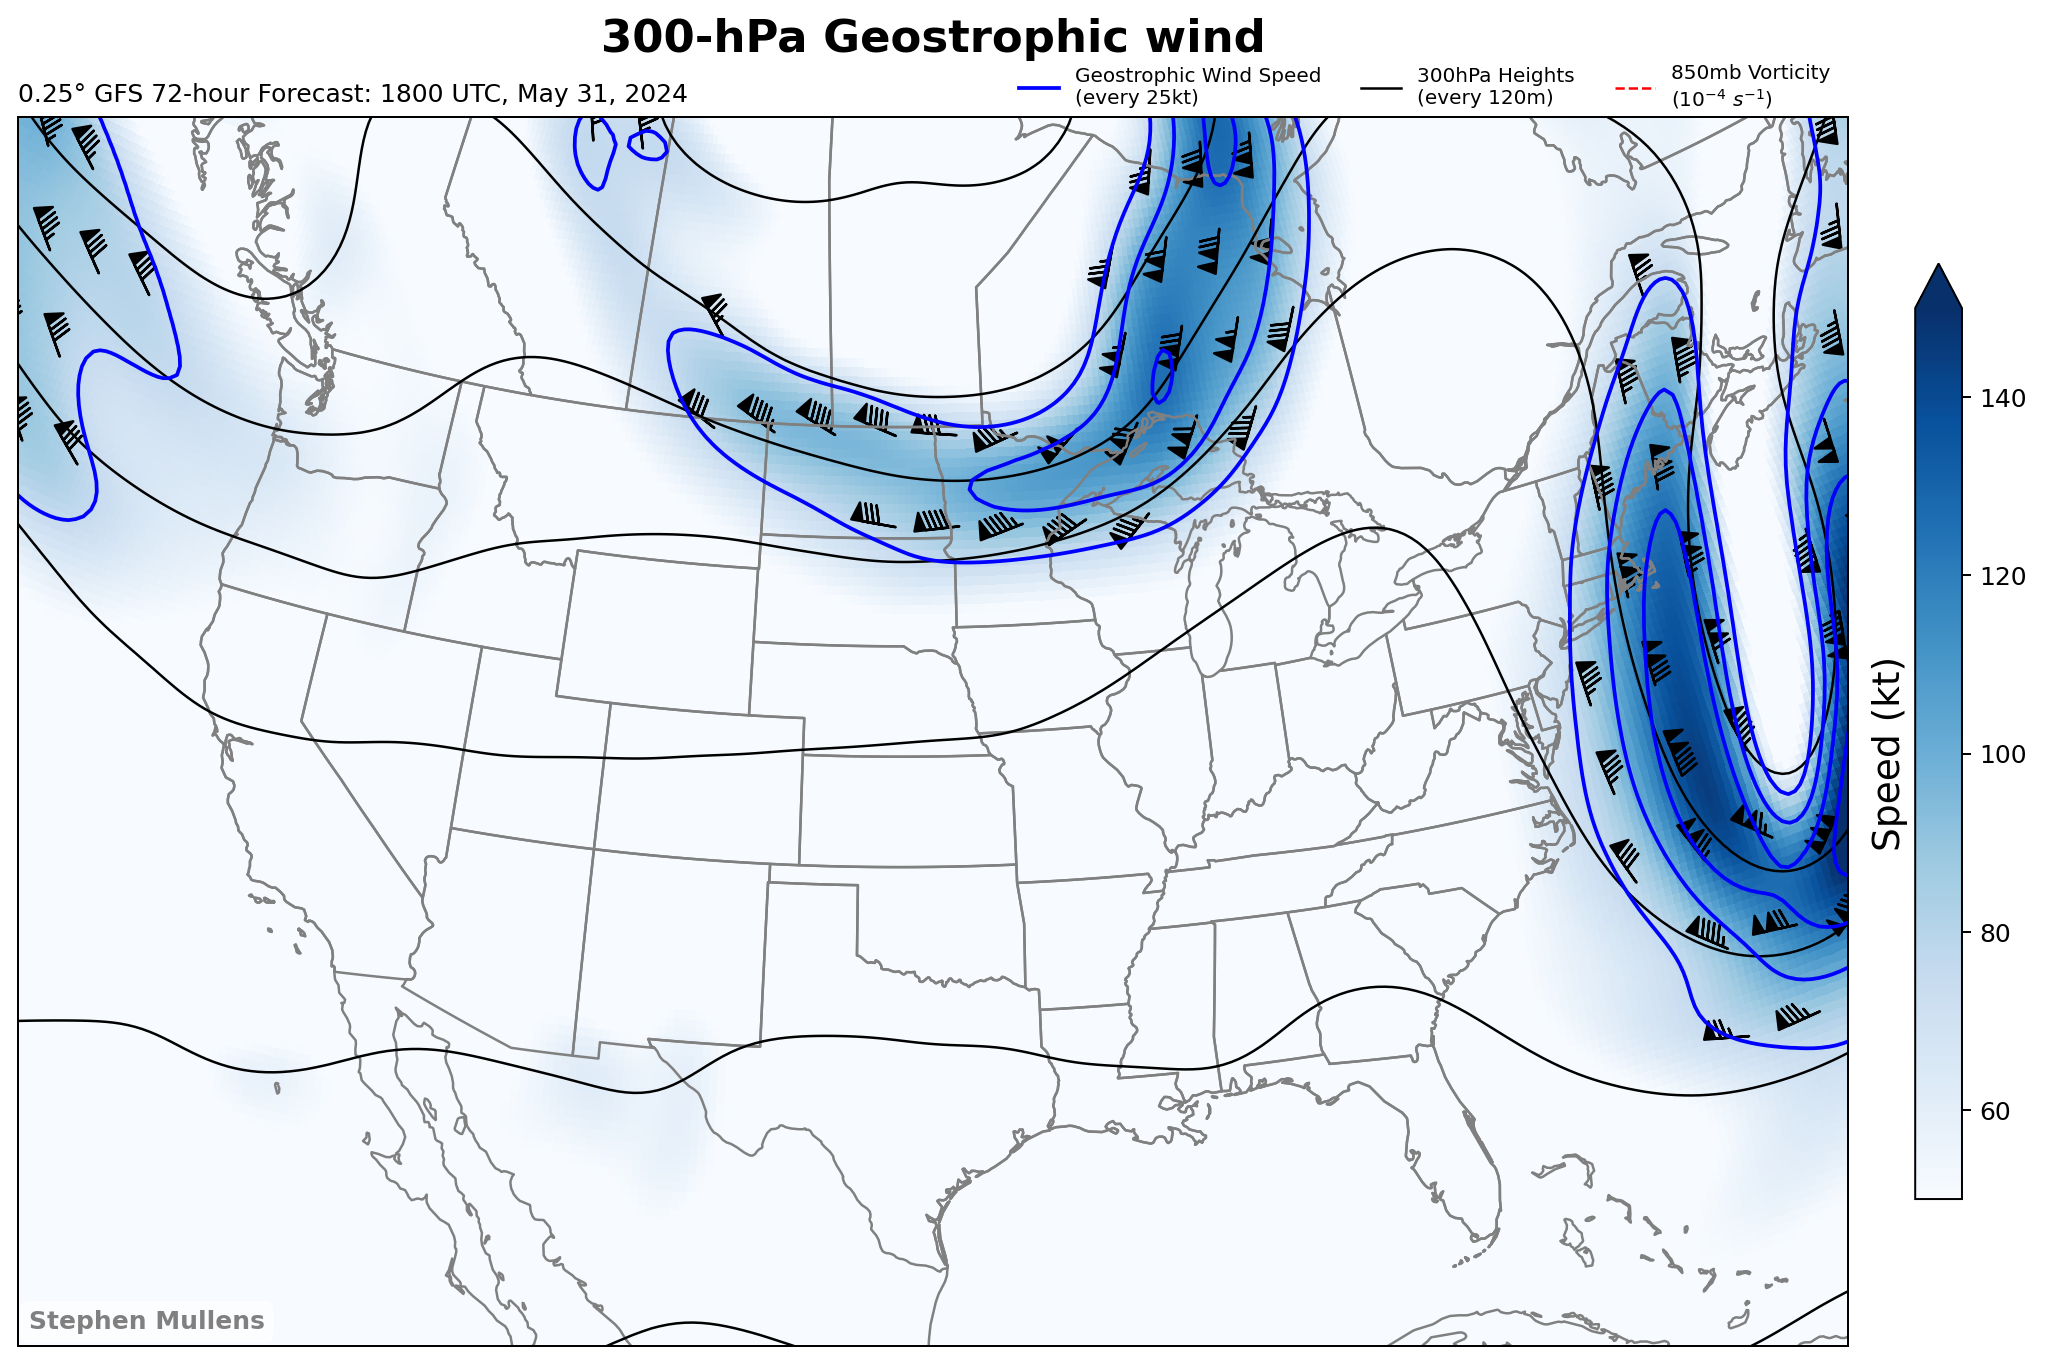 300-hPa Geostrophic wind
0.25° GFS 72-hour Forecast: 1800 UTC, May 31, 2024
Geostrophic Wind Speed
(every 25kt)
300hPa Heights
(every 120m)
850mb Vorticity
(10⁻⁴ s⁻¹)
140
120
100
80
60
Speed (kt)
Stephen Mullens